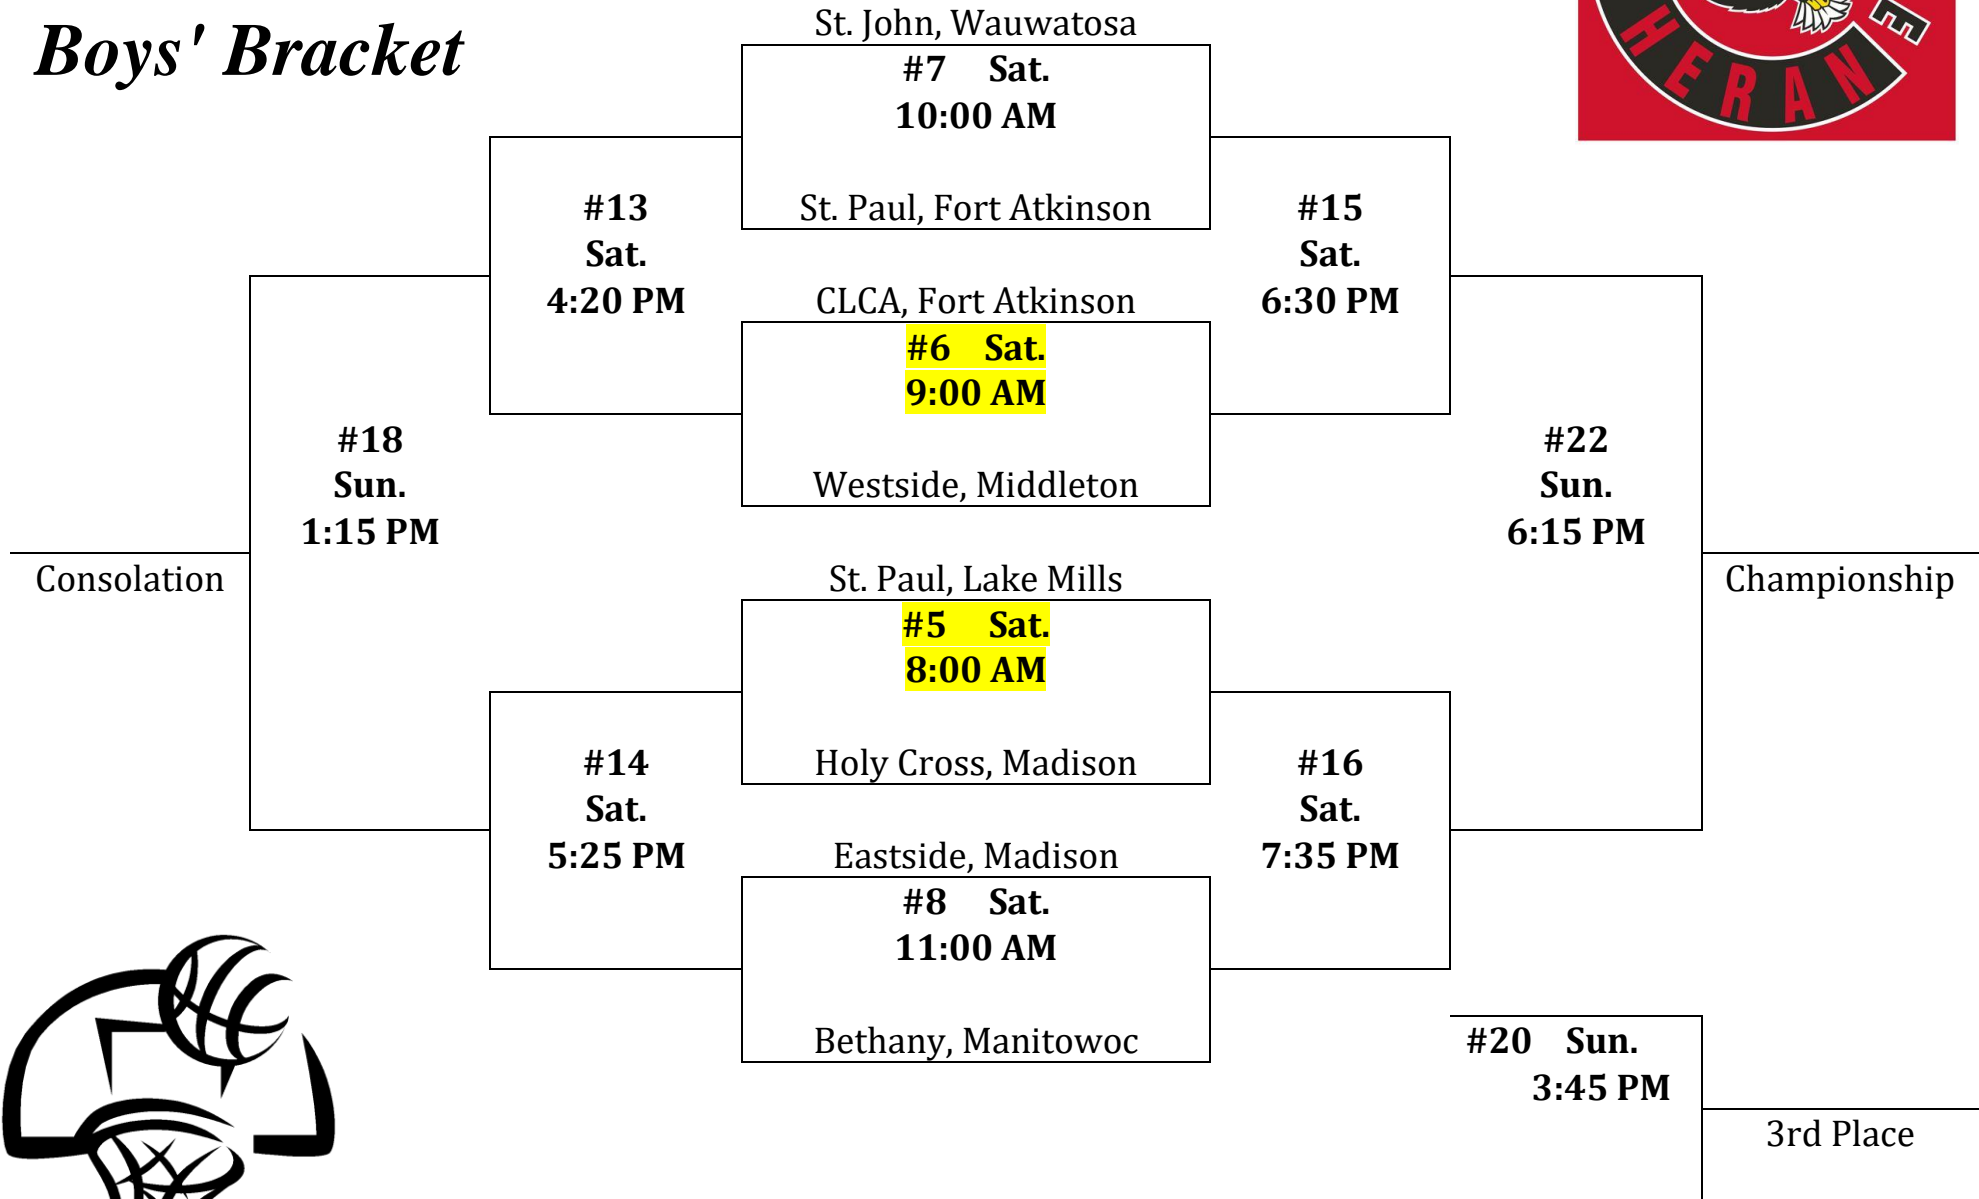 Boys' Bracket
St. John, Wauwatosa
#7 Sat.
10:00 AM
St. Paul, Fort Atkinson
#13
Sat.
4:20 PM
#15
Sat.
6:30 PM
CLCA, Fort Atkinson
#6 Sat.
9:00 AM
Westside, Middleton
#18
Sun.
1:15 PM
#22
Sun.
6:15 PM
Consolation
Championship
St. Paul, Lake Mills
#5 Sat.
8:00 AM
Holy Cross, Madison
#14
Sat.
5:25 PM
#16
Sat.
7:35 PM
Eastside, Madison
#8 Sat.
11:00 AM
Bethany, Manitowoc
#20 Sun.
3:45 PM
3rd Place
HERAN
E